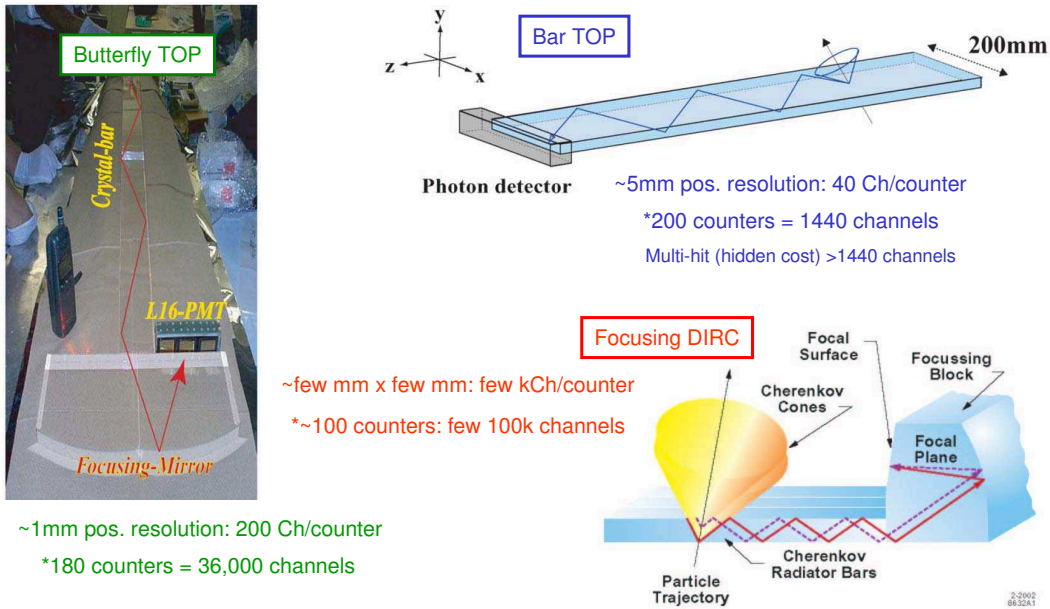 Butterfly TOP
Crystal-bar
L16-PMT
Focusing-Mirror
~1mm pos. resolution: 200 Ch/counter
*180 counters = 36,000 channels
Bar TOP
y
z
x
200mm
Photon detector
~5mm pos. resolution: 40 Ch/counter
*200 counters = 1440 channels
Multi-hit (hidden cost) >1440 channels
Focusing DIRC
~few mm x few mm: few kCh/counter
*~100 counters: few 100k channels
Focal
Surface
Focussing
Block
Cherenkov
Cones
Focal
Plane
Cherenkov
Radiator Bars
Particle
Trajectory
2-2002
8632A1